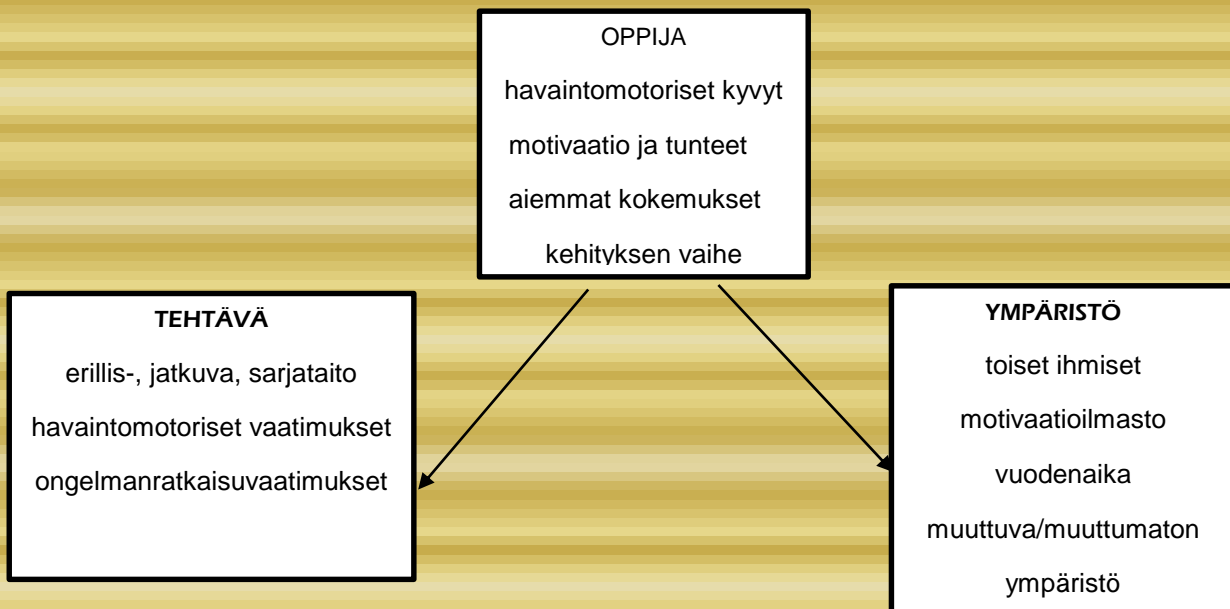 OPPIJA
havaintomotoriset kyvyt
motivaatio ja tunteet
aiemmat kokemukset
kehityksen vaihe
TEHTÄVÄ
erillis-, jatkuva, sarjataito
havaintomotoriset vaatimukset
ongelmanratkaisuvaatimukset
YMPÄRISTÖ
toiset ihmiset
motivaatioilmasto
vuodenaika
muuttuva/muuttumaton
ympäristö